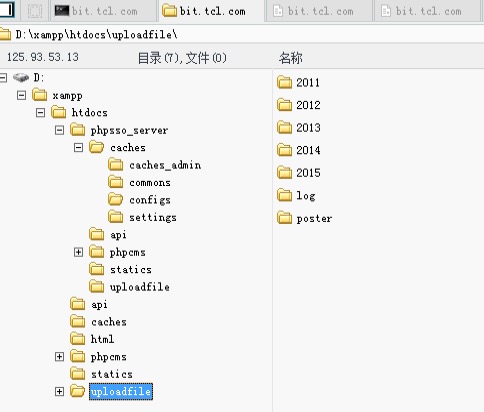 bit.tcl.com bit.tcl.com bit.tcl.com bit.tcl.com
D:\xampp\htdocs\uploadfile\
125.93.53.13 目录(7),文件(0) 名称
D:
xampp
htdocs
phpsso_server
caches
caches_admin
commons
configs
settings
api
phpcms
statics
uploadfile
api
caches
html
phpcms
statics
uploadfile
2011
2012
2013
2014
2015
log
poster